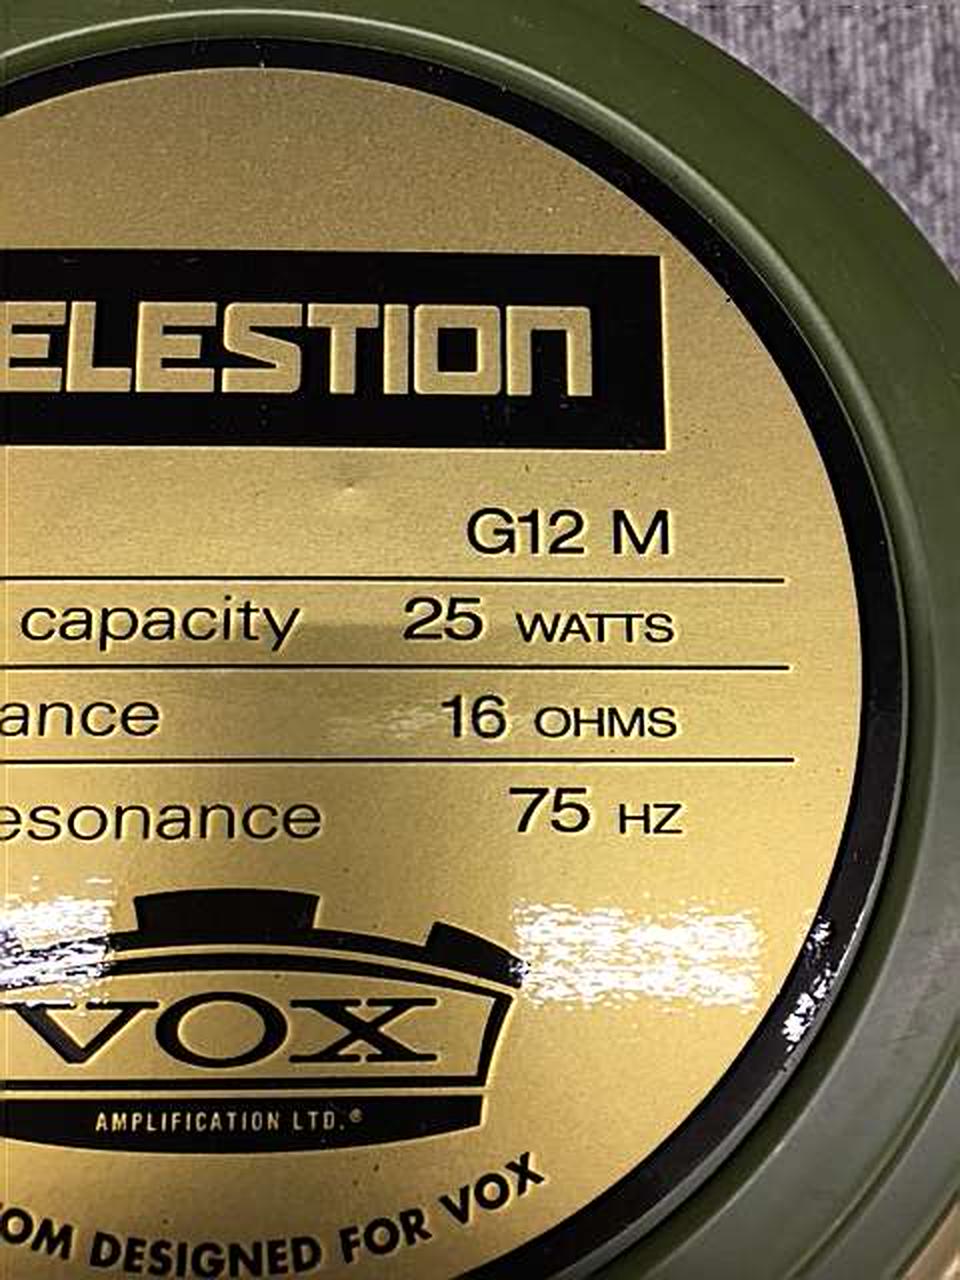 ELESTION
G12 M
capacity 25 WATTS
ance 16 OHMS
esonance 75 HZ
VOX
AMPLIFICATION LTD.®
OM DESIGNED FOR VOX